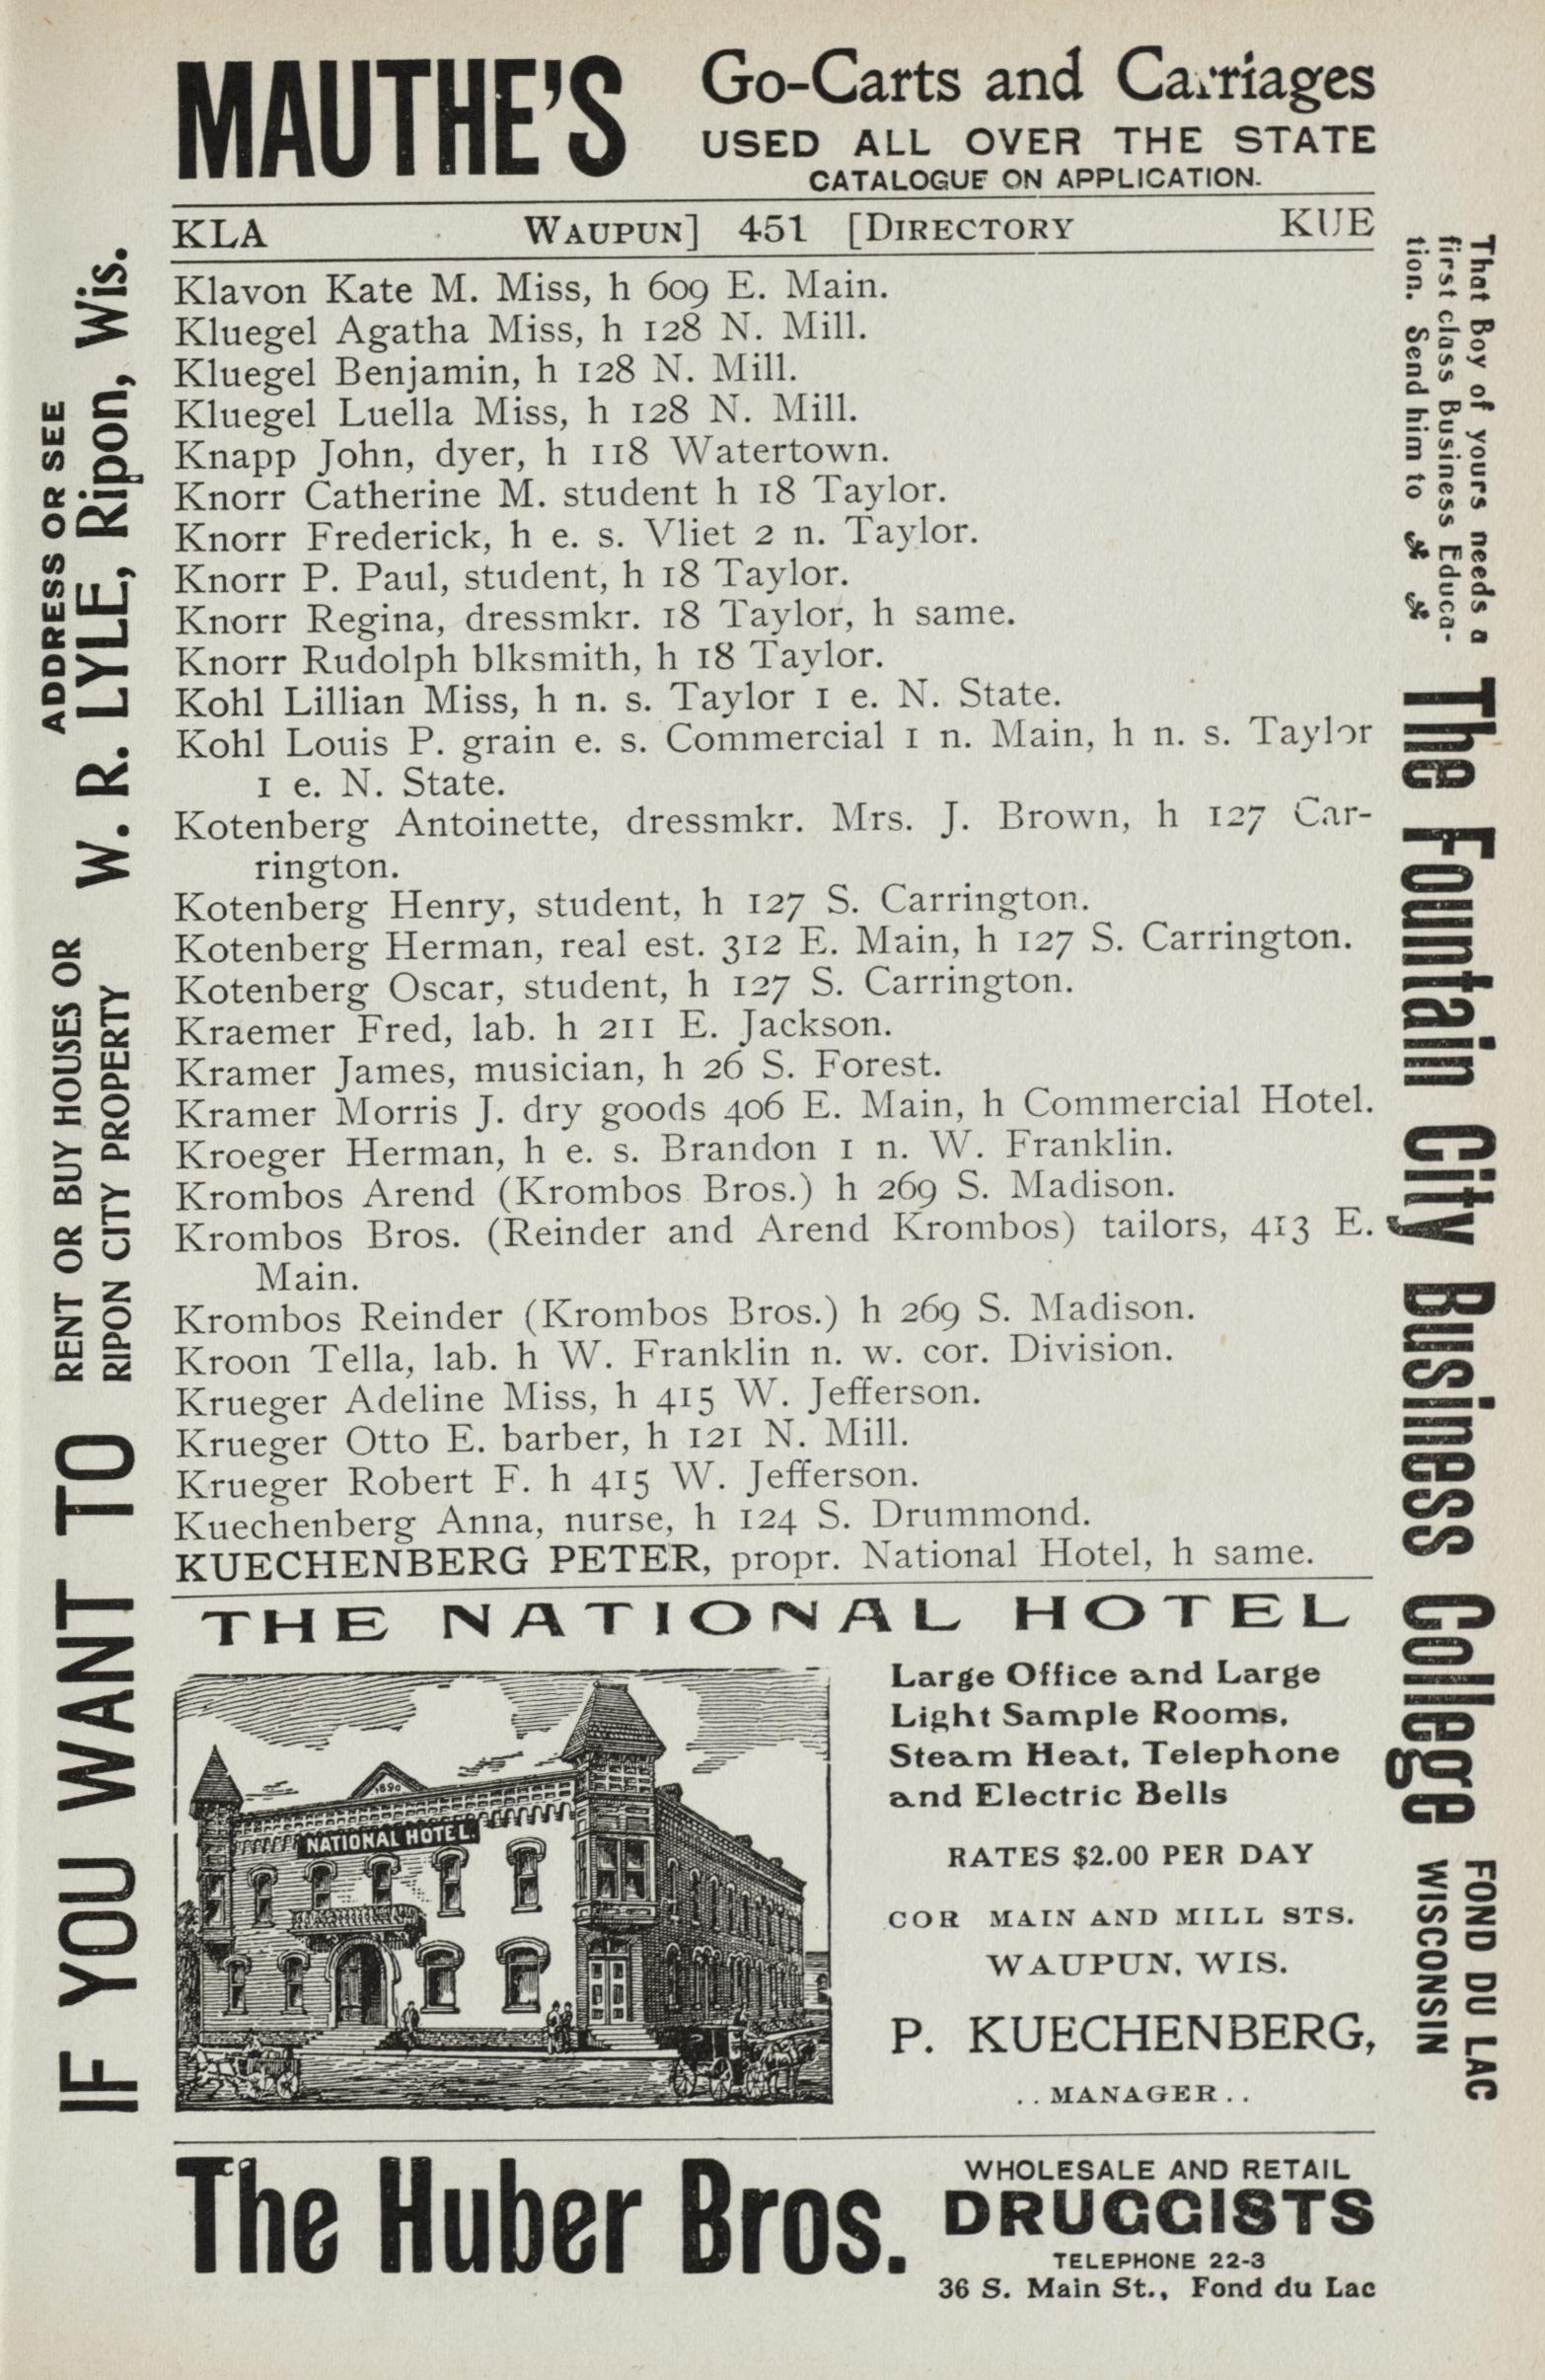 MAUTHE'S
Go-Carts and Carriages
USED ALL OVER THE STATE
CATALOGUE ON APPLICATION.
KLA WAUPUN] 451 [DIRECTORY KUE
Klavon Kate M. Miss, h 609 E. Main.
Kluegel Agatha Miss, h 128 N. Mill.
Kluegel Benjamin, h 128 N. Mill.
Kluegel Luella Miss, h 128 N. Mill.
Knapp John, dyer, h 118 Watertown.
Knorr Catherine M. student h 18 Taylor.
Knorr Frederick, h e. s. Vliet 2 n. Taylor.
Knorr P. Paul, student, h 18 Taylor.
Knorr Regina, dressmkr. 18 Taylor, h same.
Knorr Rudolph blksmith, h 18 Taylor.
Kohl Lillian Miss, h n. s. Taylor 1 e. N. State.
Kohl Louis P. grain e. s. Commercial 1 n. Main, h n. s. Taylor
1 e. N. State.
Kotenberg Antoinette, dressmkr. Mrs. J. Brown, h 127 Car-
rington.
Kotenberg Henry, student, h 127 S. Carrington.
Kotenberg Herman, real est. 312 E. Main, h 127 S. Carrington.
Kotenberg Oscar, student, h 127 S. Carrington.
Kraemer Fred, lab. h 211 E. Jackson.
Kramer James, musician, h 26 S. Forest.
Kramer Morris J. dry goods 406 E. Main, h Commercial Hotel.
Kroeger Herman, h e. s. Brandon 1 n. W. Franklin.
Krombos Arend (Krombos Bros.) h 269 S. Madison.
Krombos Bros. (Reinder and Arend Krombos) tailors, 413 E.
Main.
Krombos Reinder (Krombos Bros.) h 269 S. Madison.
Kroon Tella, lab. h W. Franklin n. w. cor. Division.
Krueger Adeline Miss, h 415 W. Jefferson.
Krueger Otto E. barber, h 121 N. Mill.
Krueger Robert F. h 415 W. Jefferson.
Kuechenberg Anna, nurse, h 124 S. Drummond.
KUECHENBERG PETER, propr. National Hotel, h same.
THE NATIONAL HOTEL
1890
NATIONAL HOTEL.
Large Office and Large
Light Sample Rooms,
Steam Heat, Telephone
and Electric Bells
RATES $2.00 PER DAY
COR MAIN AND MILL STS.
WAUPUN, WIS.
P. KUECHENBERG,
..MANAGER..
The Huber Bros.
WHOLESALE AND RETAIL
DRUGGISTS
TELEPHONE 22-3
36 S. Main St., Fond du Lac
IF YOU WANT TO
RENT OR BUY HOUSES OR
RIPON CITY PROPERTY
ADDRESS OR SEE
W. R. LYLE, Ripon, Wis.
That Boy of yours needs a
first class Business Educa-
tion. Send him to
The Fountain City Business College
FOND DU LAC
WISCONSIN